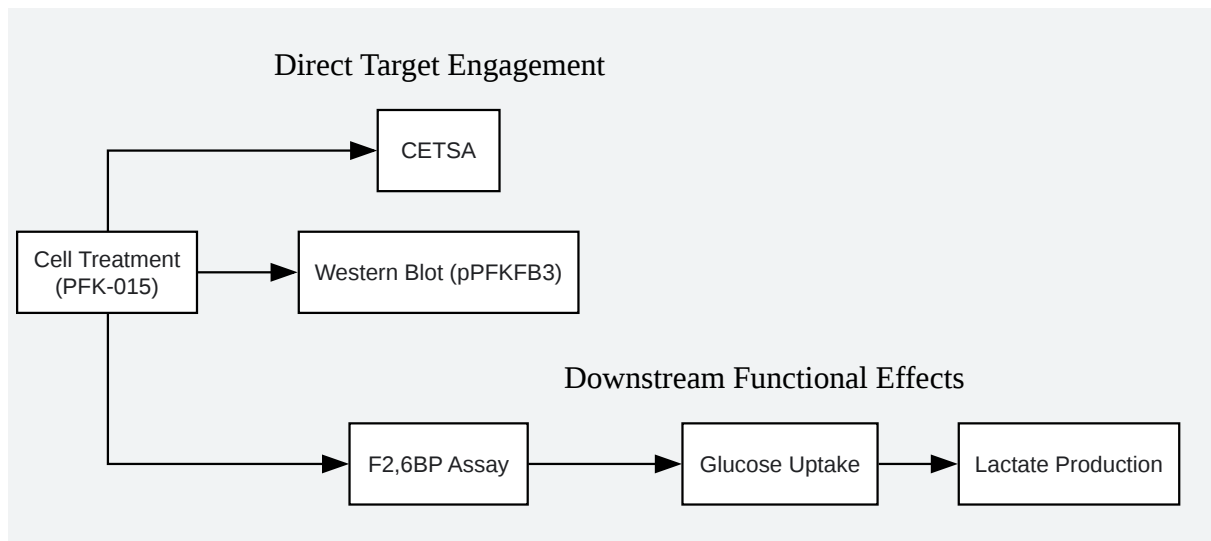 Direct Target Engagement
CETSA
Cell Treatment
(PFK-015)
Western Blot (pPFKFB3)
Downstream Functional Effects
F2,6BP Assay
Glucose Uptake
Lactate Production